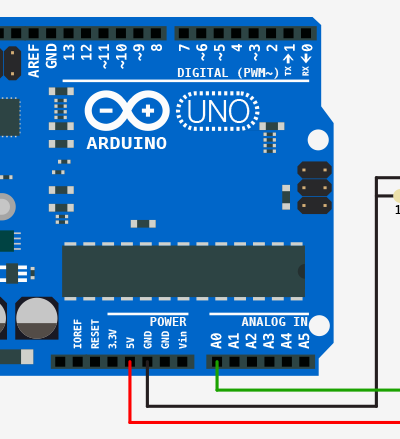 AREF
GND
13
12
~11
~10
~9
8
7
~6
~5
4
~3
2
TX→1
RX←0
DIGITAL (PWM~)
UNO
ARDUINO
1
POWER
ANALOG IN
IOREF
RESET
3.3V
5V
GND
GND
Vin
A0
A1
A2
A3
A4
A5